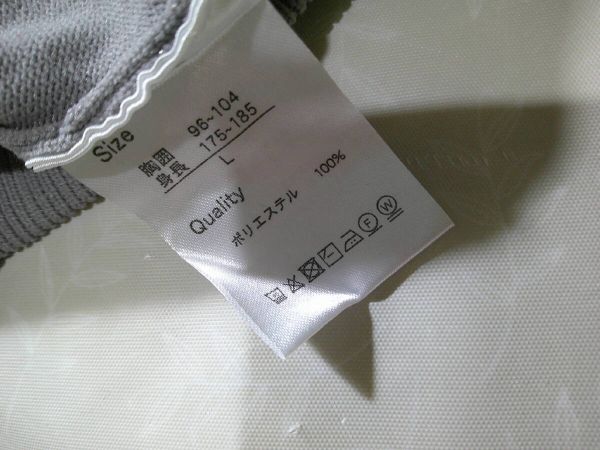 Size
胸囲 96~104
身長 175~185
L
Quality
ポリエステル 100%
F W